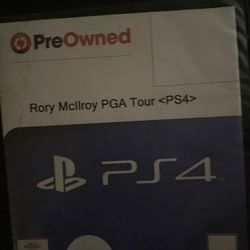 PreOwned
Rory McIlroy PGA Tour <PS4>
PS4